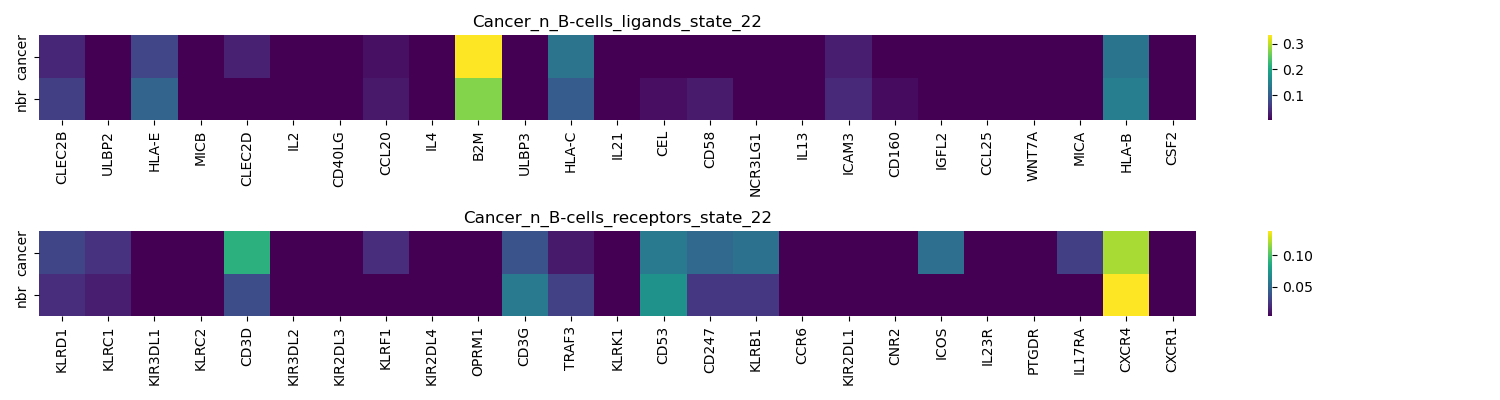 Cancer_n_B-cells_ligands_state_22
cancer
nbr
0.3
0.2
0.1
CLEC2B ULBP2 HLA-E MICB CLEC2D IL2 CD40LG CCL20 IL4 B2M ULBP3 HLA-C IL21 CEL CD58 NCR3LG1 IL13 ICAM3 CD160 IGFL2 CCL25 WNT7A MICA HLA-B CSF2
Cancer_n_B-cells_receptors_state_22
cancer
nbr
0.10
0.05
KLRD1 KLRC1 KIR3DL1 KLRC2 CD3D KIR3DL2 KIR2DL3 KLRF1 KIR2DL4 OPRM1 CD3G TRAF3 KLRK1 CD53 CD247 KLRB1 CCR6 KIR2DL1 CNR2 ICOS IL23R PTGDR IL17RA CXCR4 CXCR1